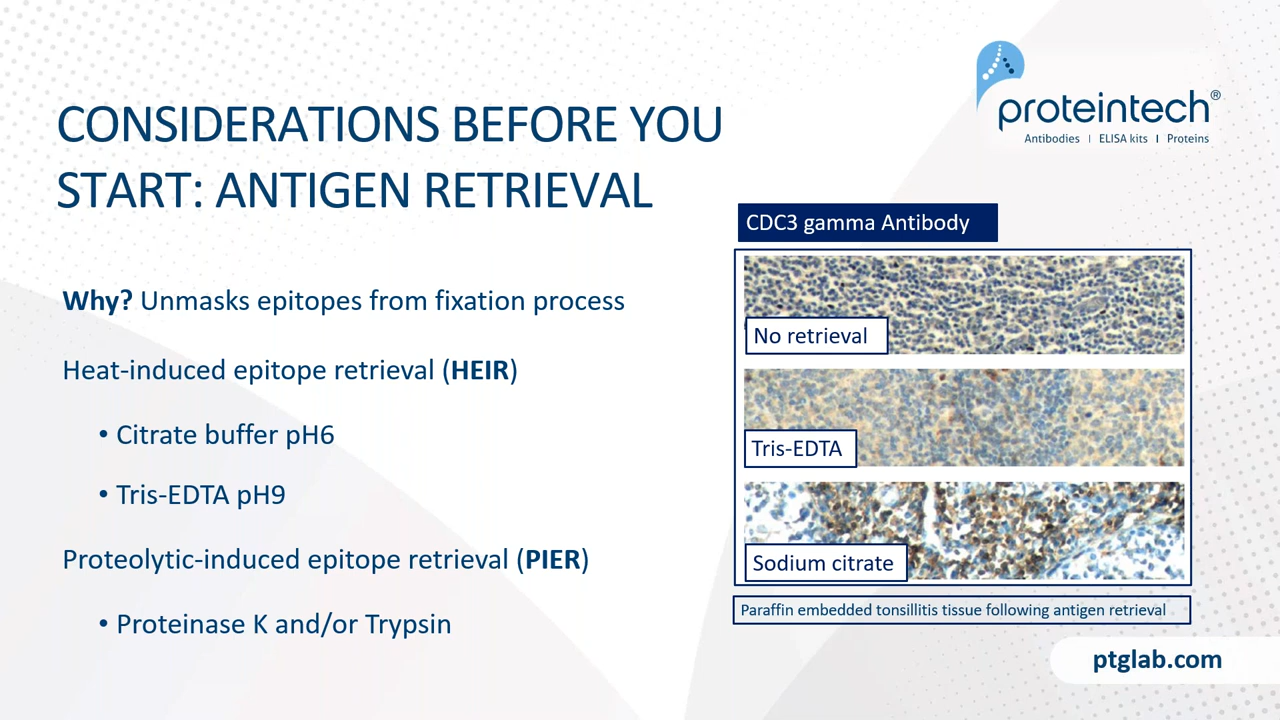 proteintech®
Antibodies | ELISA kits | Proteins
CONSIDERATIONS BEFORE YOU
START: ANTIGEN RETRIEVAL
Why? Unmasks epitopes from fixation process
Heat-induced epitope retrieval (HEIR)
• Citrate buffer pH6
• Tris-EDTA pH9
Proteolytic-induced epitope retrieval (PIER)
• Proteinase K and/or Trypsin
CDC3 gamma Antibody
No retrieval
Tris-EDTA
Sodium citrate
Paraffin embedded tonsillitis tissue following antigen retrieval
ptglab.com